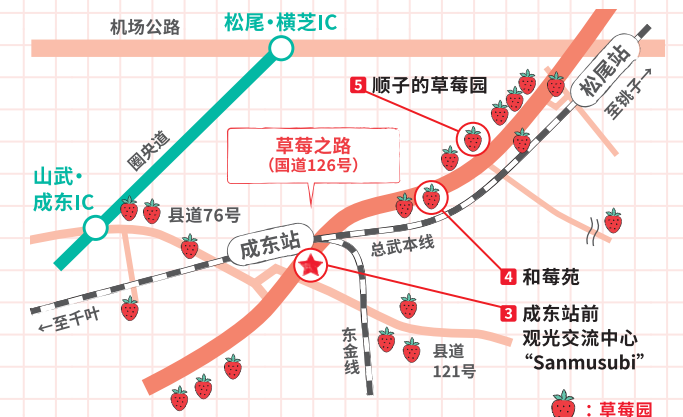 机场公路
松尾·横芝IC
松尾站
至銚子→
5 顺子的草莓园
圈央道
草莓之路
（国道126号）
山武·
成东IC
县道76号
成东站
总武本线
4 和莓苑
←至千叶
3 成东站前
观光交流中心
“Sanmusubi”
东金线
县道
121号
：草莓园